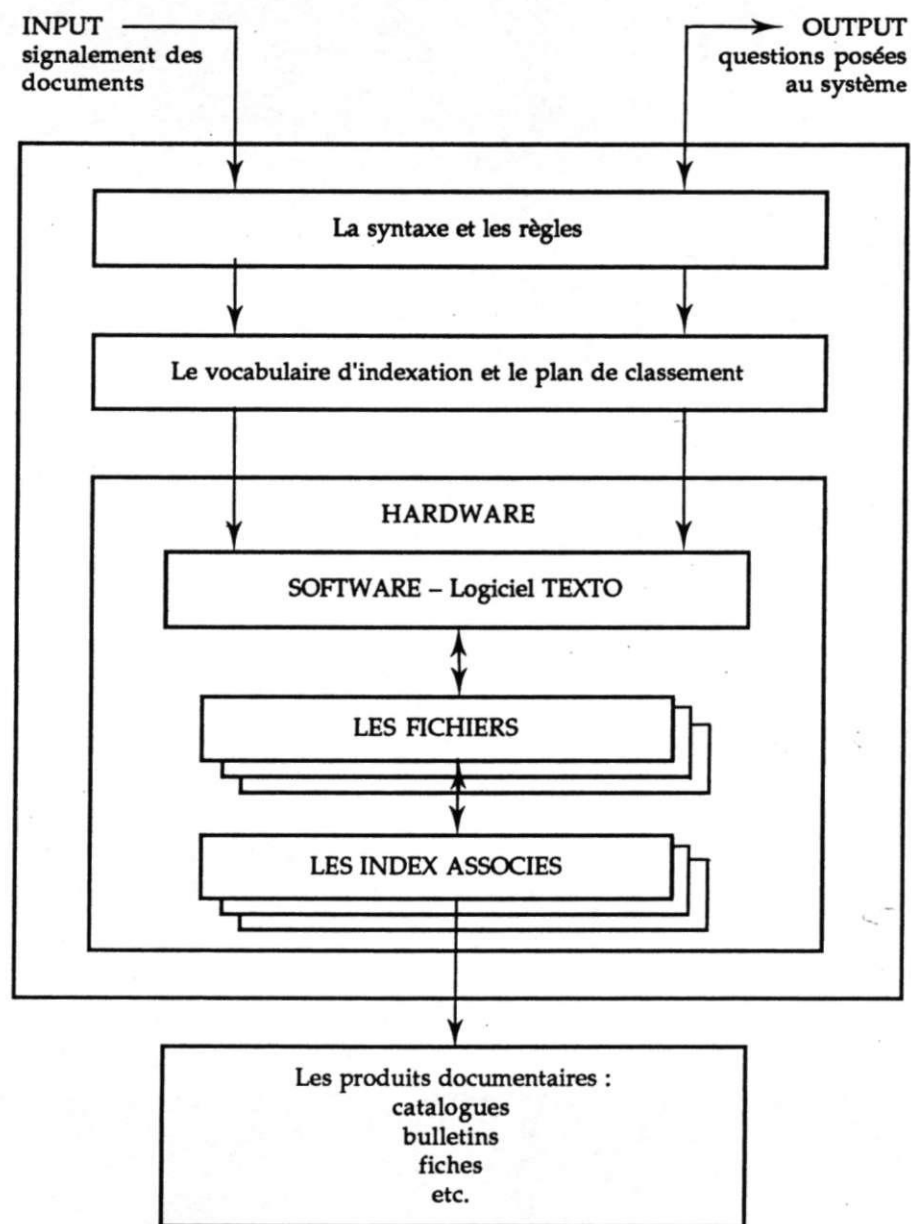 INPUT
signalement des
documents
OUTPUT
questions posées
au système
La syntaxe et les règles
Le vocabulaire d'indexation et le plan de classement
HARDWARE
SOFTWARE – Logiciel TEXTO
LES FICHIERS
LES INDEX ASSOCIES
Les produits documentaires :
catalogues
bulletins
fiches
etc.